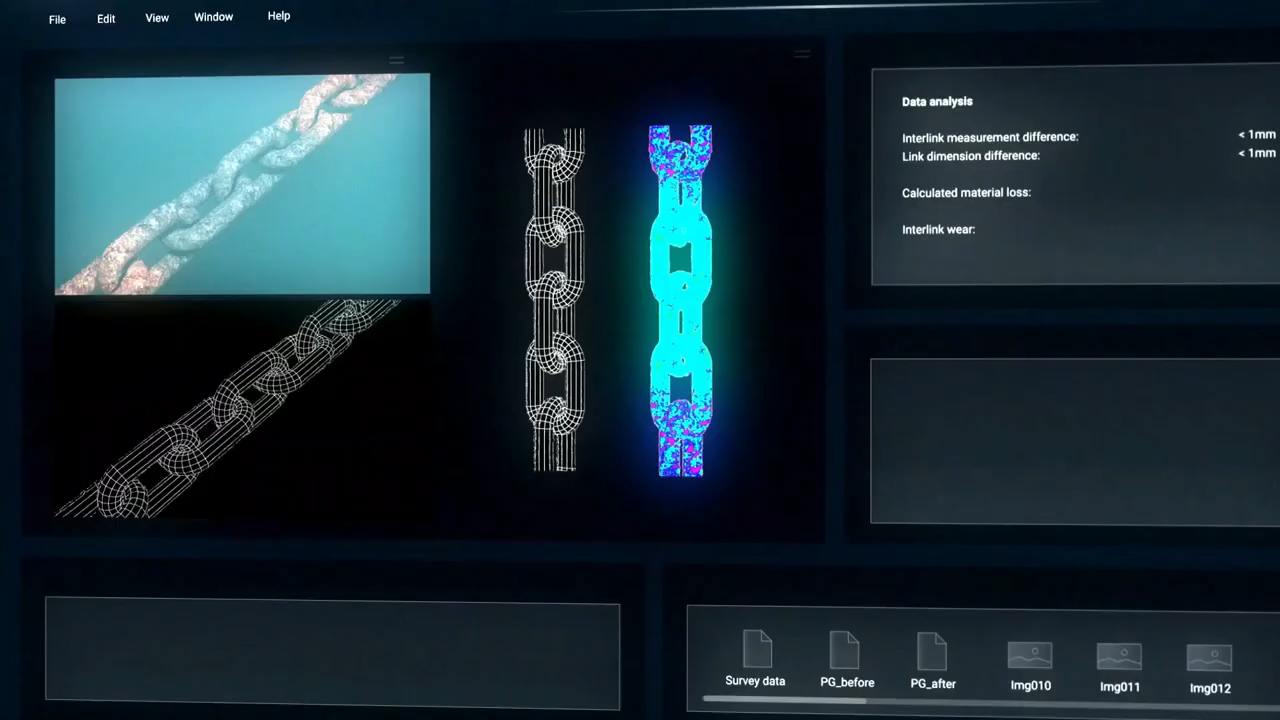 File Edit View Window Help
Data analysis
Interlink measurement difference: < 1mm
Link dimension difference: < 1mm
Calculated material loss:
Interlink wear:
Survey data PG_before PG_after Img010 Img011 Img012